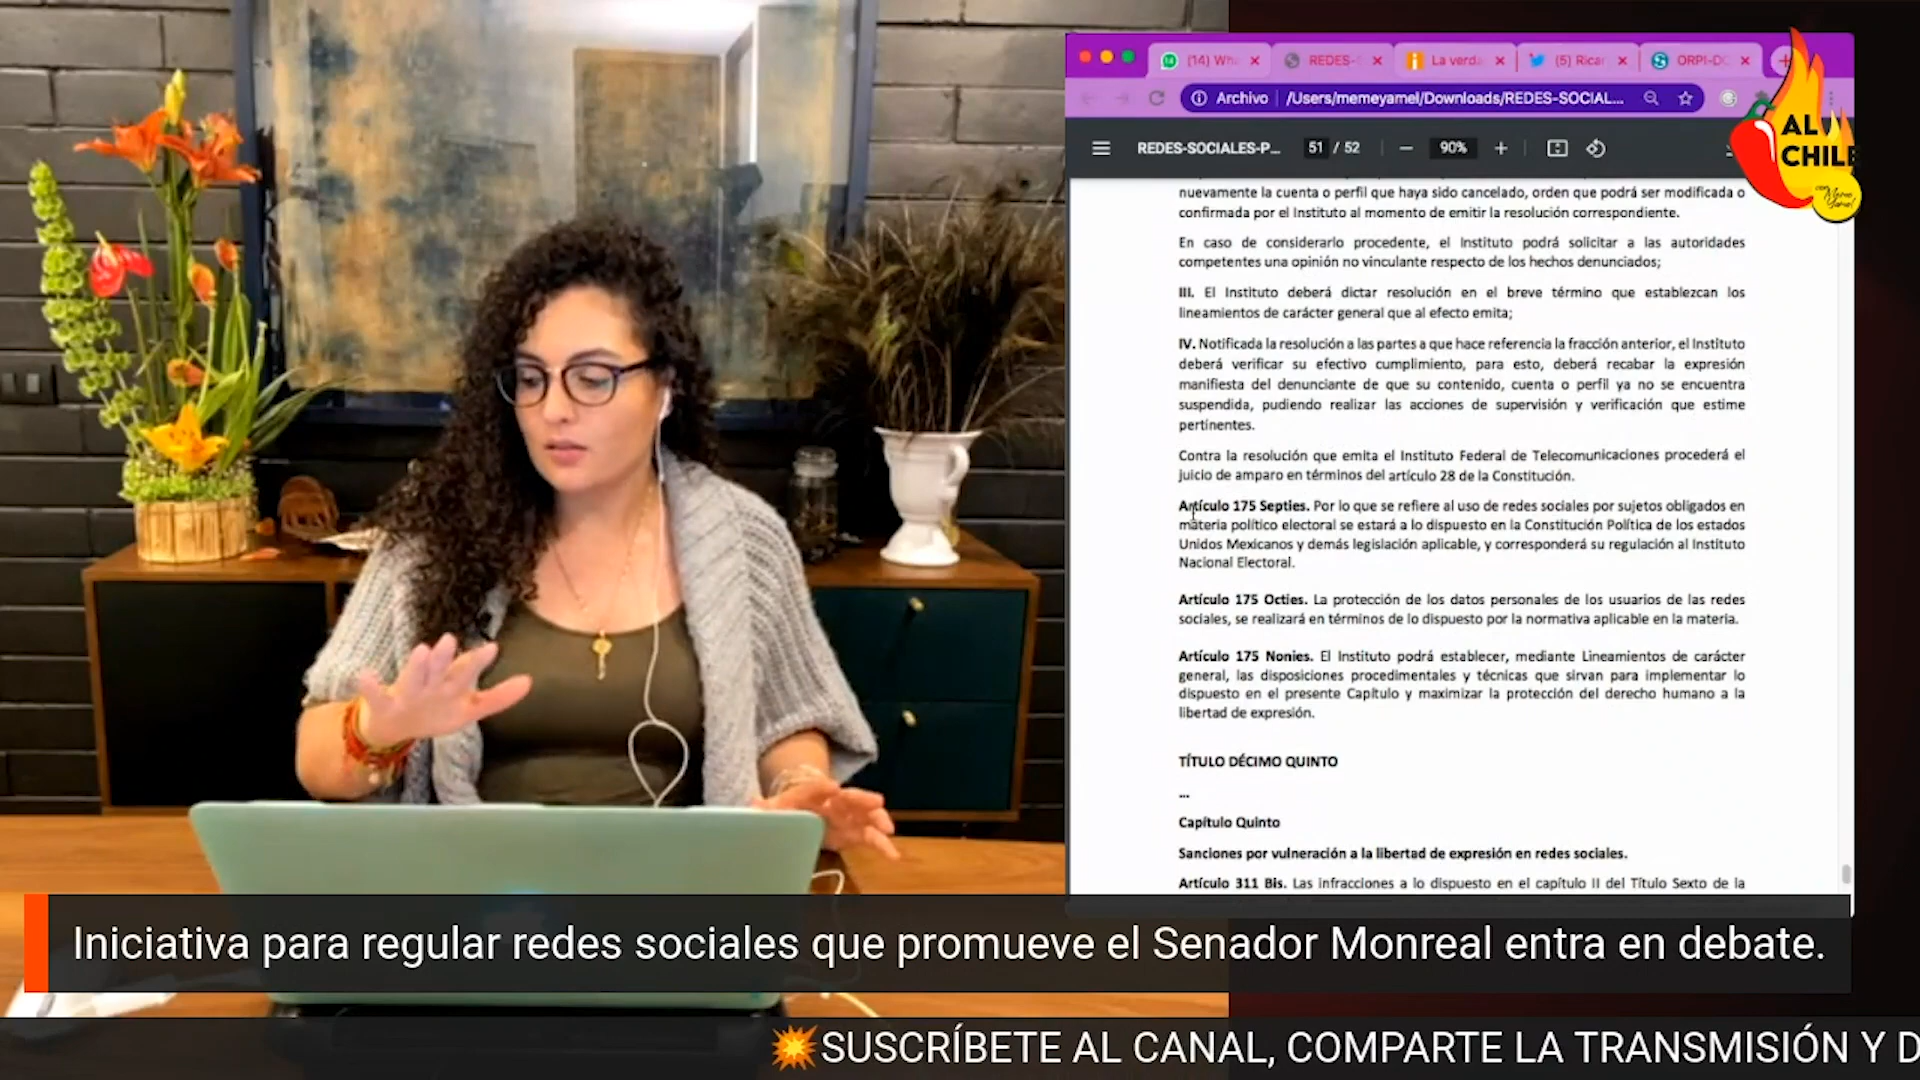 (14) Wh
REDES-
La verda
(5) Ricar
ORPI-DO
Archivo
/Users/memeyamel/Downloads/REDES-SOCIAL...
REDES-SOCIALES-P...
51 / 52
90%
AL
CHILE
con Meme
Yamel
nuevamente la cuenta o perfil que haya sido cancelado, orden que podrá ser modificada o
confirmada por el Instituto al momento de emitir la resolución correspondiente.
En caso de considerarlo procedente, el Instituto podrá solicitar a las autoridades
competentes una opinión no vinculante respecto de los hechos denunciados;
III. El Instituto deberá dictar resolución en el breve término que establezcan los
lineamientos de carácter general que al efecto emita;
IV. Notificada la resolución a las partes a que hace referencia la fracción anterior, el Instituto
deberá verificar su efectivo cumplimiento, para esto, deberá recabar la expresión
manifiesta del denunciante de que su contenido, cuenta o perfil ya no se encuentra
suspendida, pudiendo realizar las acciones de supervisión y verificación que estime
pertinentes.
Contra la resolución que emita el Instituto Federal de Telecomunicaciones procederá el
juicio de amparo en términos del artículo 28 de la Constitución.
Artículo 175 Septies. Por lo que se refiere al uso de redes sociales por sujetos obligados en
materia político electoral se estará a lo dispuesto en la Constitución Política de los estados
Unidos Mexicanos y demás legislación aplicable, y corresponderá su regulación al Instituto
Nacional Electoral.
Artículo 175 Octies. La protección de los datos personales de los usuarios de las redes
sociales, se realizará en términos de lo dispuesto por la normativa aplicable en la materia.
Artículo 175 Nonies. El Instituto podrá establecer, mediante Lineamientos de carácter
general, las disposiciones procedimentales y técnicas que sirvan para implementar lo
dispuesto en el presente Capítulo y maximizar la protección del derecho humano a la
libertad de expresión.
TÍTULO DÉCIMO QUINTO
...
Capítulo Quinto
Sanciones por vulneración a la libertad de expresión en redes sociales.
Artículo 311 Bis. Las infracciones a lo dispuesto en el capítulo II del Título Sexto de la
Iniciativa para regular redes sociales que promueve el Senador Monreal entra en debate.
💥SUSCRÍBETE AL CANAL, COMPARTE LA TRANSMISIÓN Y D